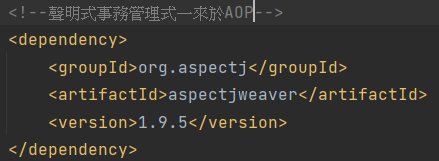 <!--聲明式事務管理式一來於AOP-->
<dependency>
    <groupId>org.aspectj</groupId>
    <artifactId>aspectjweaver</artifactId>
    <version>1.9.5</version>
</dependency>